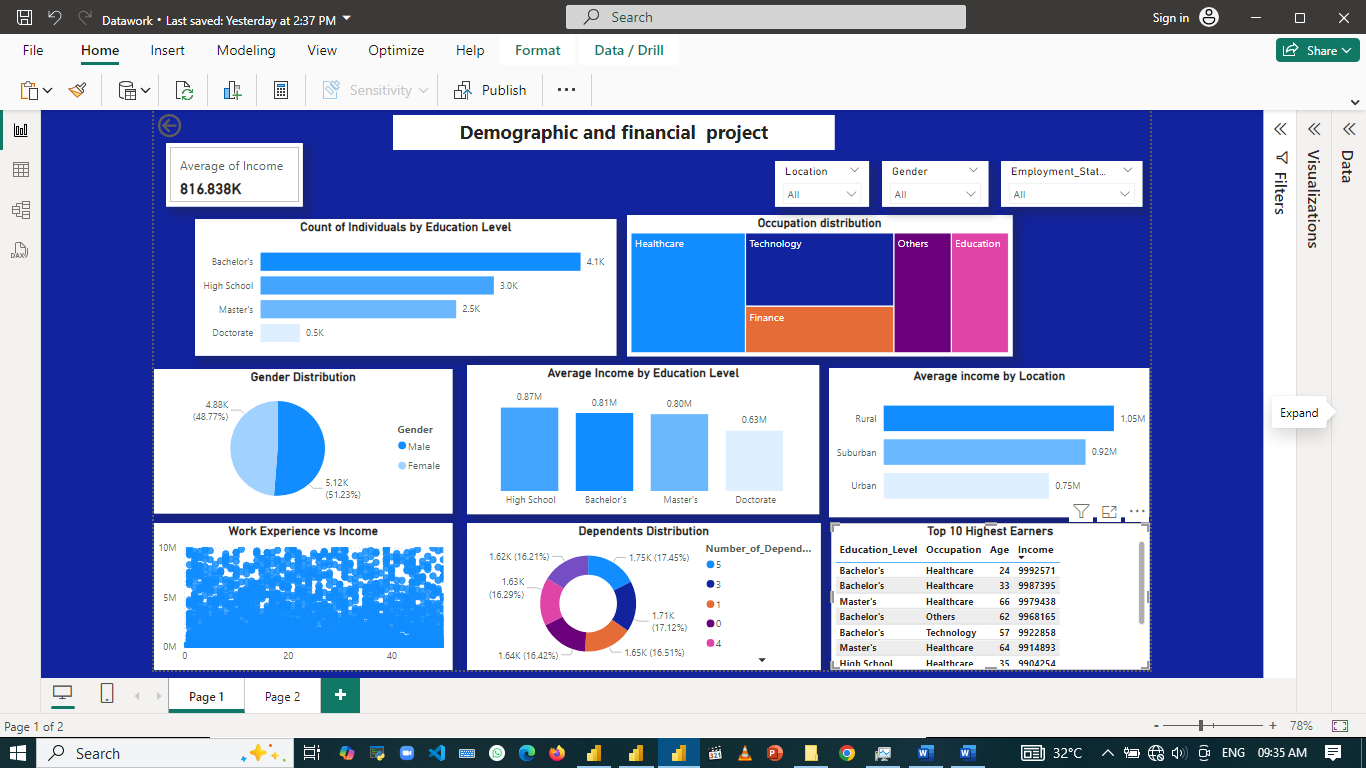 Datawork • Last saved: Yesterday at 2:37 PM
Search
Sign in
File
Home
Insert
Modeling
View
Optimize
Help
Format
Data / Drill
Share
Sensitivity
Publish
Demographic and financial project
Average of Income
816.838K
Location
All
Gender
All
Employment_Stat...
All
Count of Individuals by Education Level
Bachelor's 4.1K
High School 3.0K
Master's 2.5K
Doctorate 0.5K
Occupation distribution
Healthcare
Technology
Finance
Others
Education
Gender Distribution
4.88K
(48.77%)
5.12K
(51.23%)
Gender
Male
Female
Average Income by Education Level
0.87M 0.81M 0.80M 0.63M
High School Bachelor's Master's Doctorate
Average income by Location
Rural 1.05M
Suburban 0.92M
Urban 0.75M
Work Experience vs Income
10M
5M
0M
0 20 40
Dependents Distribution
1.62K (16.21%)
1.75K (17.45%)
1.63K
(16.29%)
1.71K
(17.12%)
1.64K (16.42%)
1.65K (16.51%)
Number_of_Depend...
5
3
1
0
4
Top 10 Highest Earners
Education_Level Occupation Age Income
Bachelor's Healthcare 24 9992571
Bachelor's Healthcare 33 9987395
Master's Healthcare 66 9979438
Bachelor's Others 62 9968165
Bachelor's Technology 57 9922858
Master's Healthcare 64 9914893
High School Healthcare 35 9904254
Filters
Visualizations
Data
Expand
DAX
Page 1
Page 2
Page 1 of 2
- + 78%
Search
32°C
ENG
09:35 AM